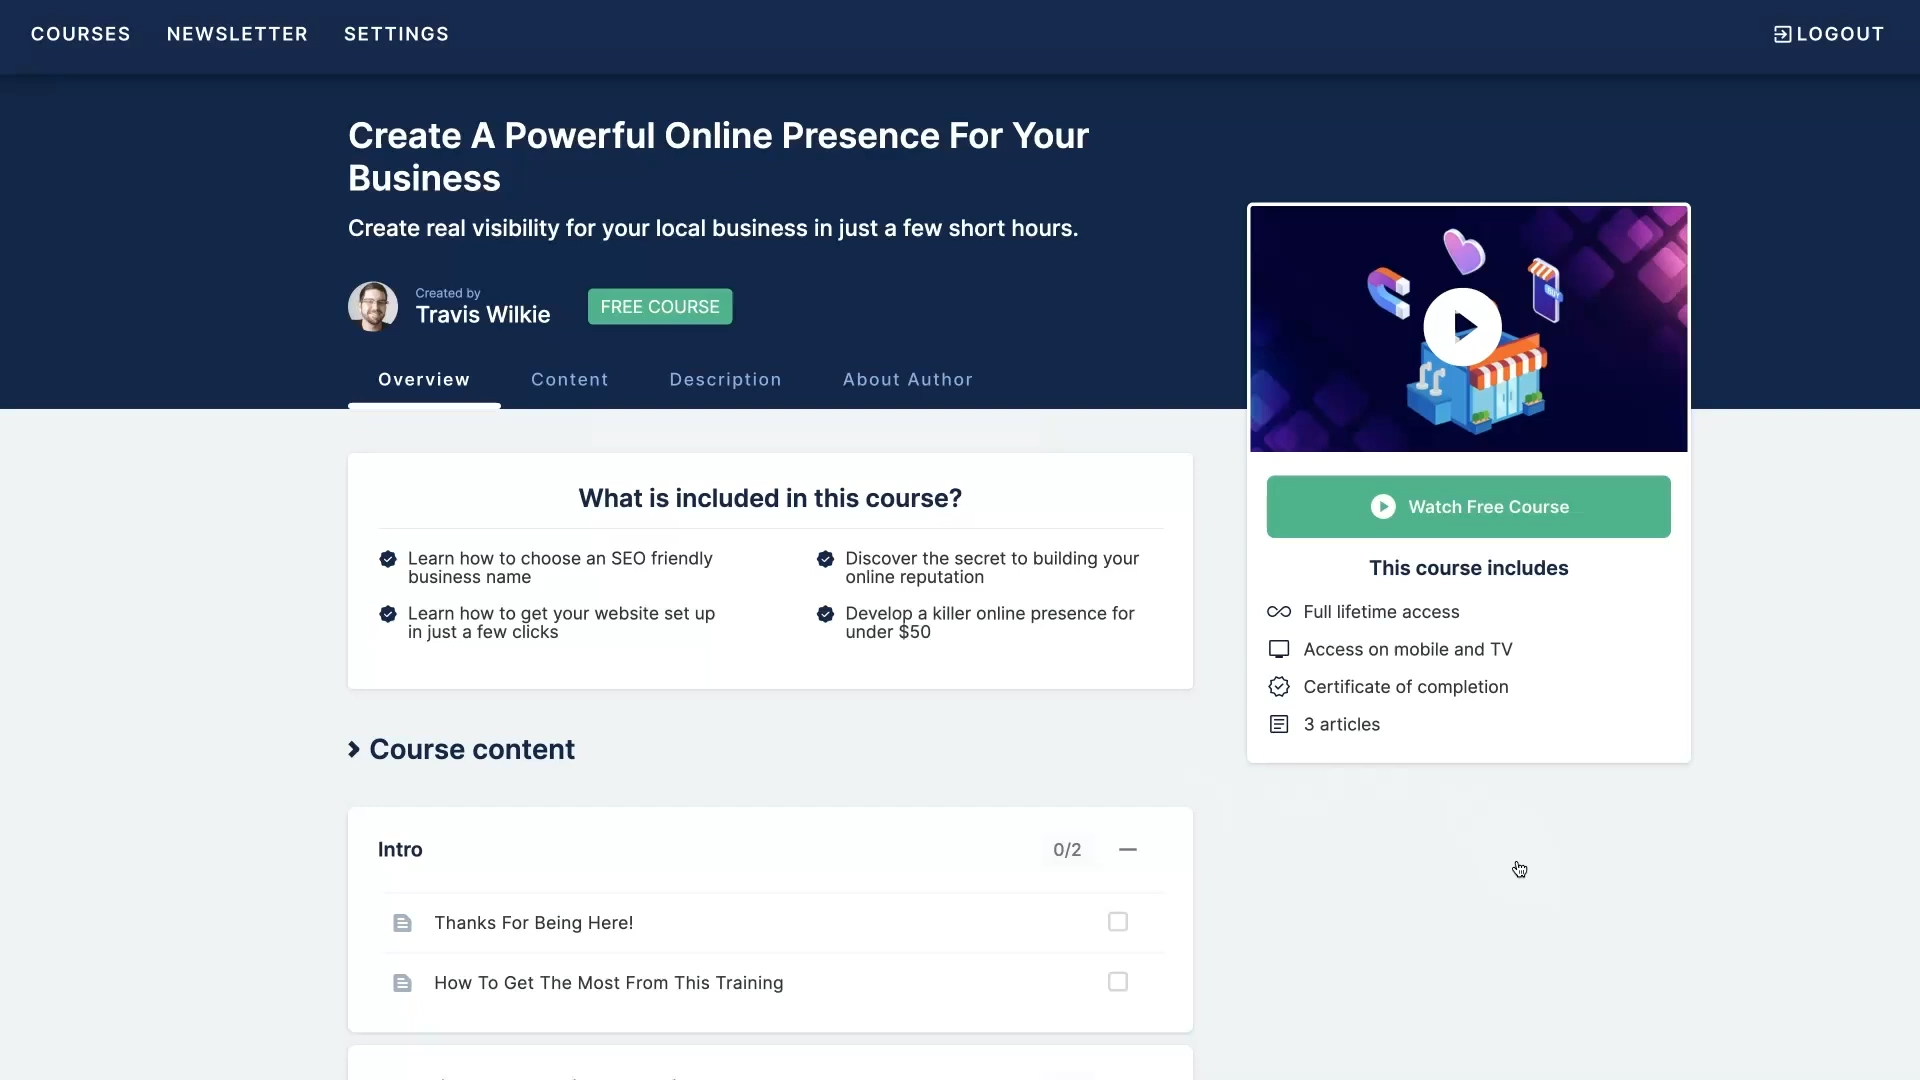 COURSES NEWSLETTER SETTINGS LOGOUT
Create A Powerful Online Presence For Your
Business
Create real visibility for your local business in just a few short hours.
Created by
Travis Wilkie
FREE COURSE
Overview Content Description About Author
What is included in this course?
Learn how to choose an SEO friendly
business name
Discover the secret to building your
online reputation
Learn how to get your website set up
in just a few clicks
Develop a killer online presence for
under $50
BUY
Watch Free Course
This course includes
Full lifetime access
Access on mobile and TV
Certificate of completion
3 articles
Course content
Intro 0/2
Thanks For Being Here!
How To Get The Most From This Training